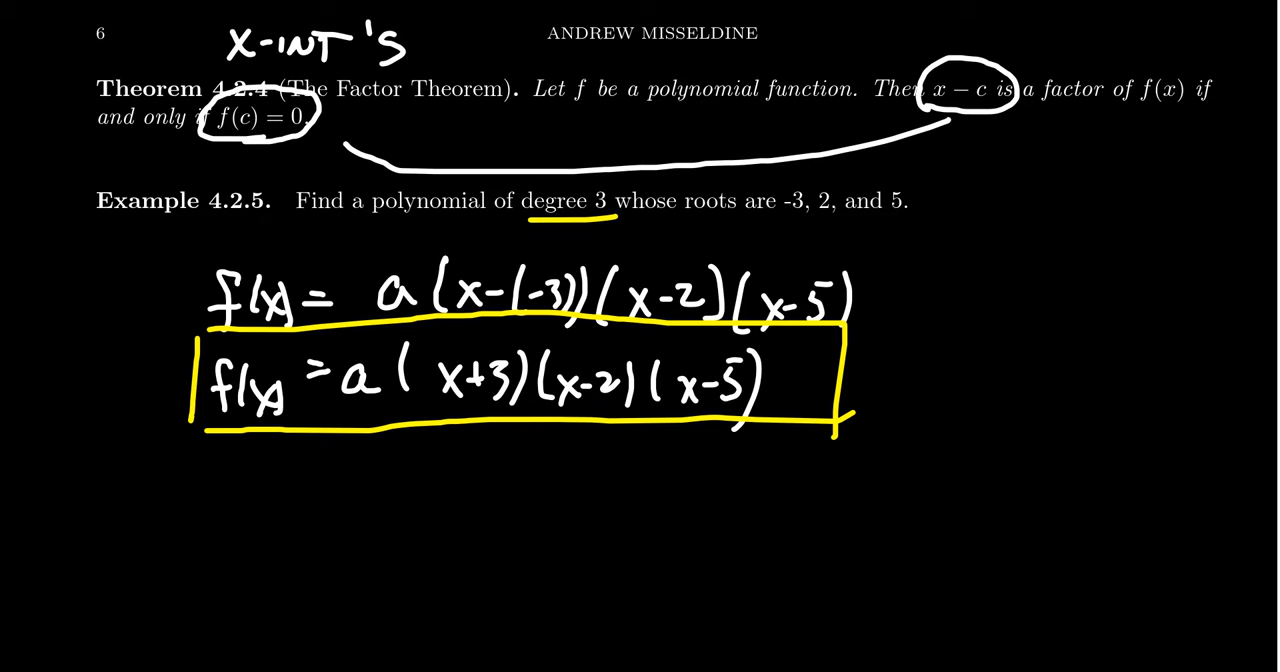 6 ANDREW MISSELDINE
X-INT'S
Theorem 4.2.4 (The Factor Theorem). Let f be a polynomial function. Then x − c is a factor of f(x) if
and only if f(c) = 0.
Example 4.2.5. Find a polynomial of degree 3 whose roots are -3, 2, and 5.
f(x) = a(x-(-3))(x-2)(x-5)
f(x) = a(x+3)(x-2)(x-5)